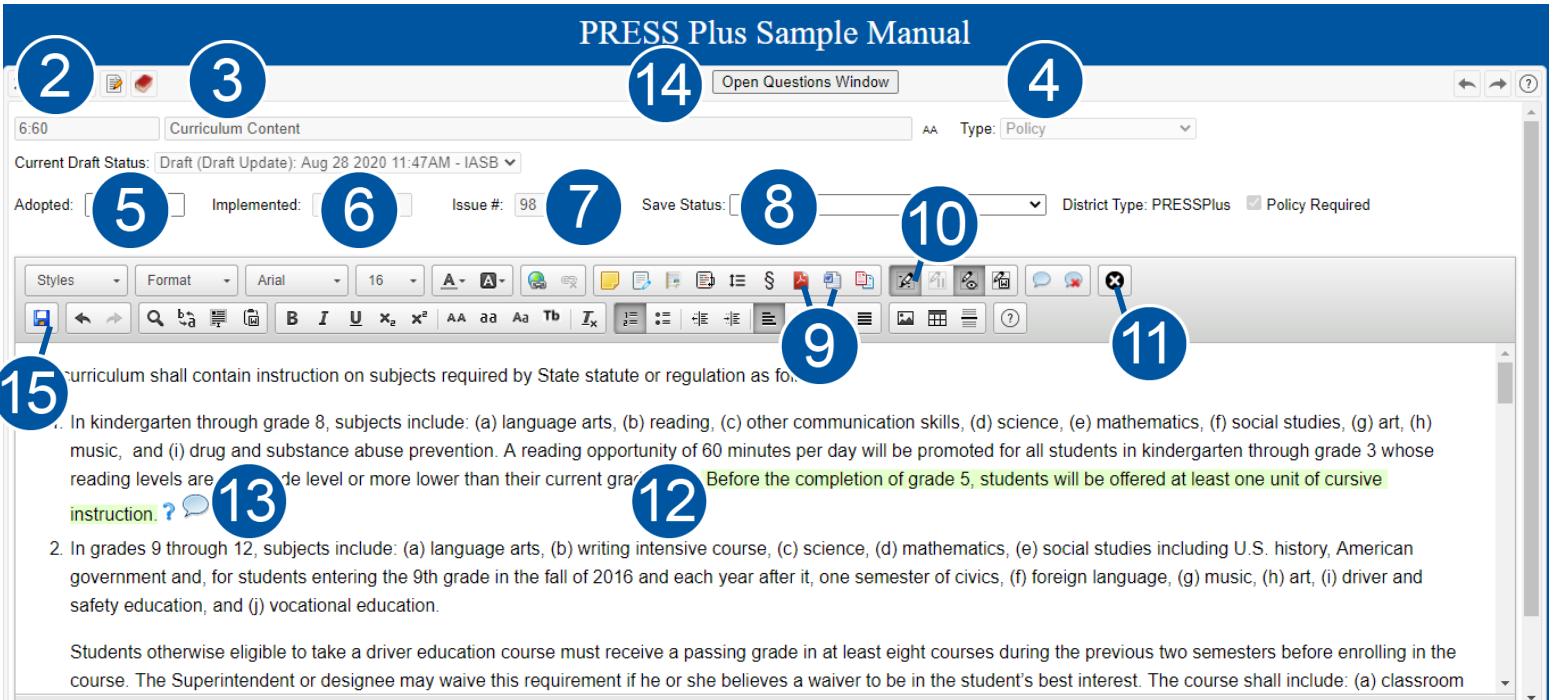 PRESS Plus Sample Manual
2
3
14
Open Questions Window
4
6:60
Curriculum Content
AA
Type: Policy
Current Draft Status: Draft (Draft Update): Aug 28 2020 11:47AM - IASB
Adopted:
5
Implemented:
6
Issue #: 98
7
Save Status:
8
District Type: PRESSPlus
Policy Required
10
Styles
Format
Arial
16
A
A
§
9
11
15
B I U x₂ x² AA aa Aa Tb Ix
curriculum shall contain instruction on subjects required by State statute or regulation as
In kindergarten through grade 8, subjects include: (a) language arts, (b) reading, (c) other communication skills, (d) science, (e) mathematics, (f) social studies, (g) art, (h)
music, and (i) drug and substance abuse prevention. A reading opportunity of 60 minutes per day will be promoted for all students in kindergarten through grade 3 whose
reading levels are level or more lower than their current Before the completion of grade 5, students will be offered at least one unit of cursive
instruction. ?
13
12
2. In grades 9 through 12, subjects include: (a) language arts, (b) writing intensive course, (c) science, (d) mathematics, (e) social studies including U.S. history, American
government and, for students entering the 9th grade in the fall of 2016 and each year after it, one semester of civics, (f) foreign language, (g) music, (h) art, (i) driver and
safety education, and (j) vocational education.
Students otherwise eligible to take a driver education course must receive a passing grade in at least eight courses during the previous two semesters before enrolling in the
course. The Superintendent or designee may waive this requirement if he or she believes a waiver to be in the student's best interest. The course shall include: (a) classroom